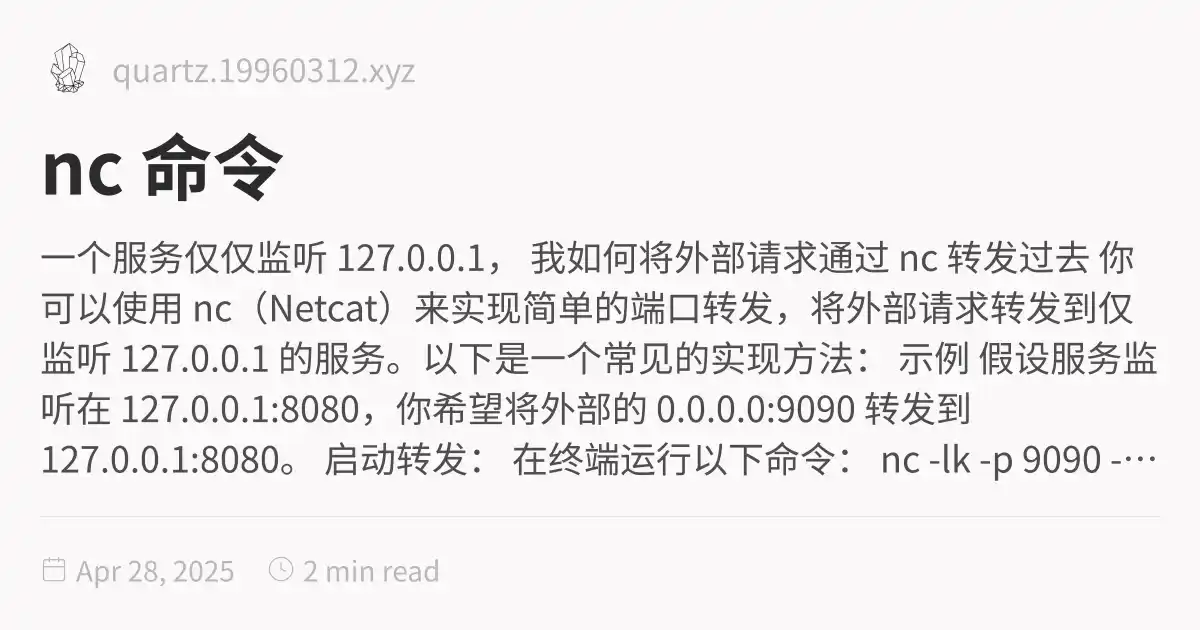 quartz.19960312.xyz
nc 命令
一个服务仅仅监听 127.0.0.1， 我如何将外部请求通过 nc 转发过去 你
可以使用 nc（Netcat）来实现简单的端口转发，将外部请求转发到仅
监听 127.0.0.1 的服务。以下是一个常见的实现方法： 示例 假设服务监
听在 127.0.0.1:8080，你希望将外部的 0.0.0.0:9090 转发到
127.0.0.1:8080。 启动转发： 在终端运行以下命令： nc -lk -p 9090 -…
Apr 28, 2025
2 min read